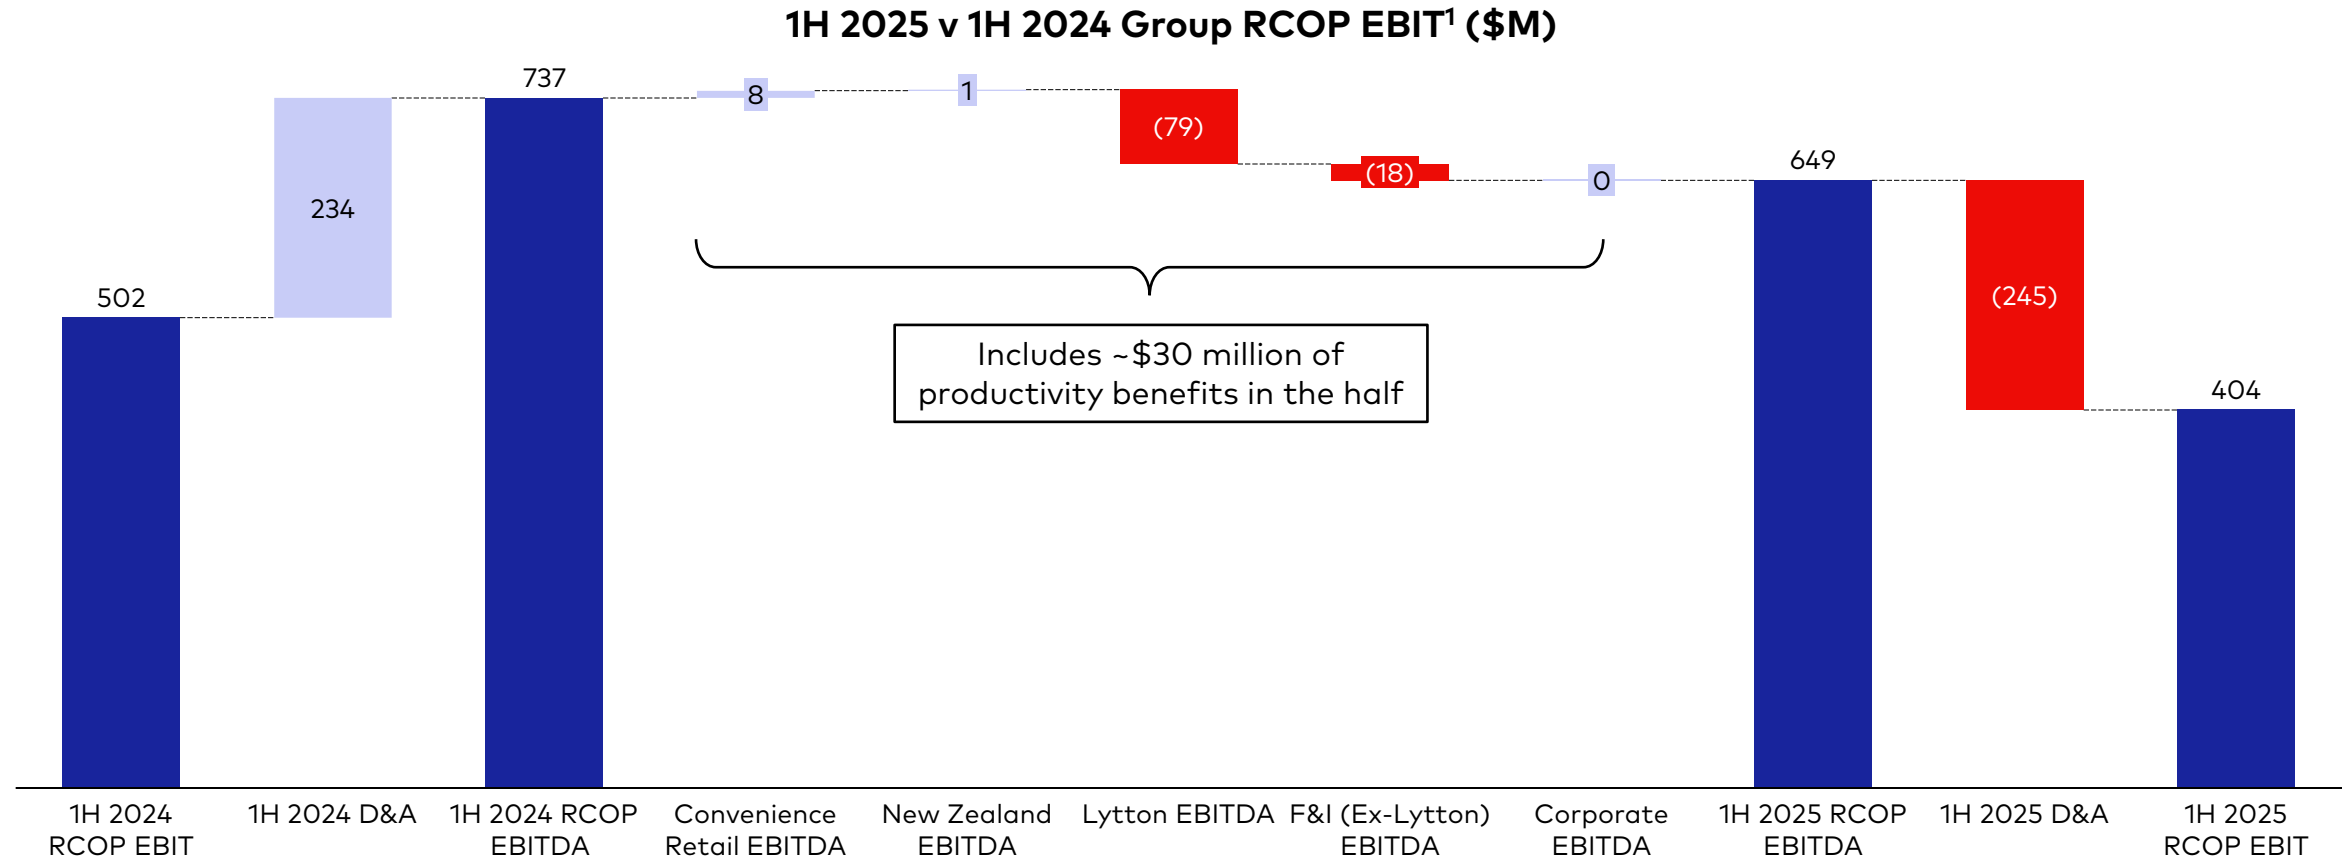 1H 2025 v 1H 2024 Group RCOP EBIT¹ ($M)
502
234
737
8
1
(79)
(18)
0
649
(245)
404
Includes ~$30 million of
productivity benefits in the half
1H 2024
RCOP EBIT
1H 2024 D&A
1H 2024 RCOP
EBITDA
Convenience
Retail EBITDA
New Zealand
EBITDA
Lytton EBITDA
F&I (Ex-Lytton)
EBITDA
Corporate
EBITDA
1H 2025 RCOP
EBITDA
1H 2025 D&A
1H 2025
RCOP EBIT